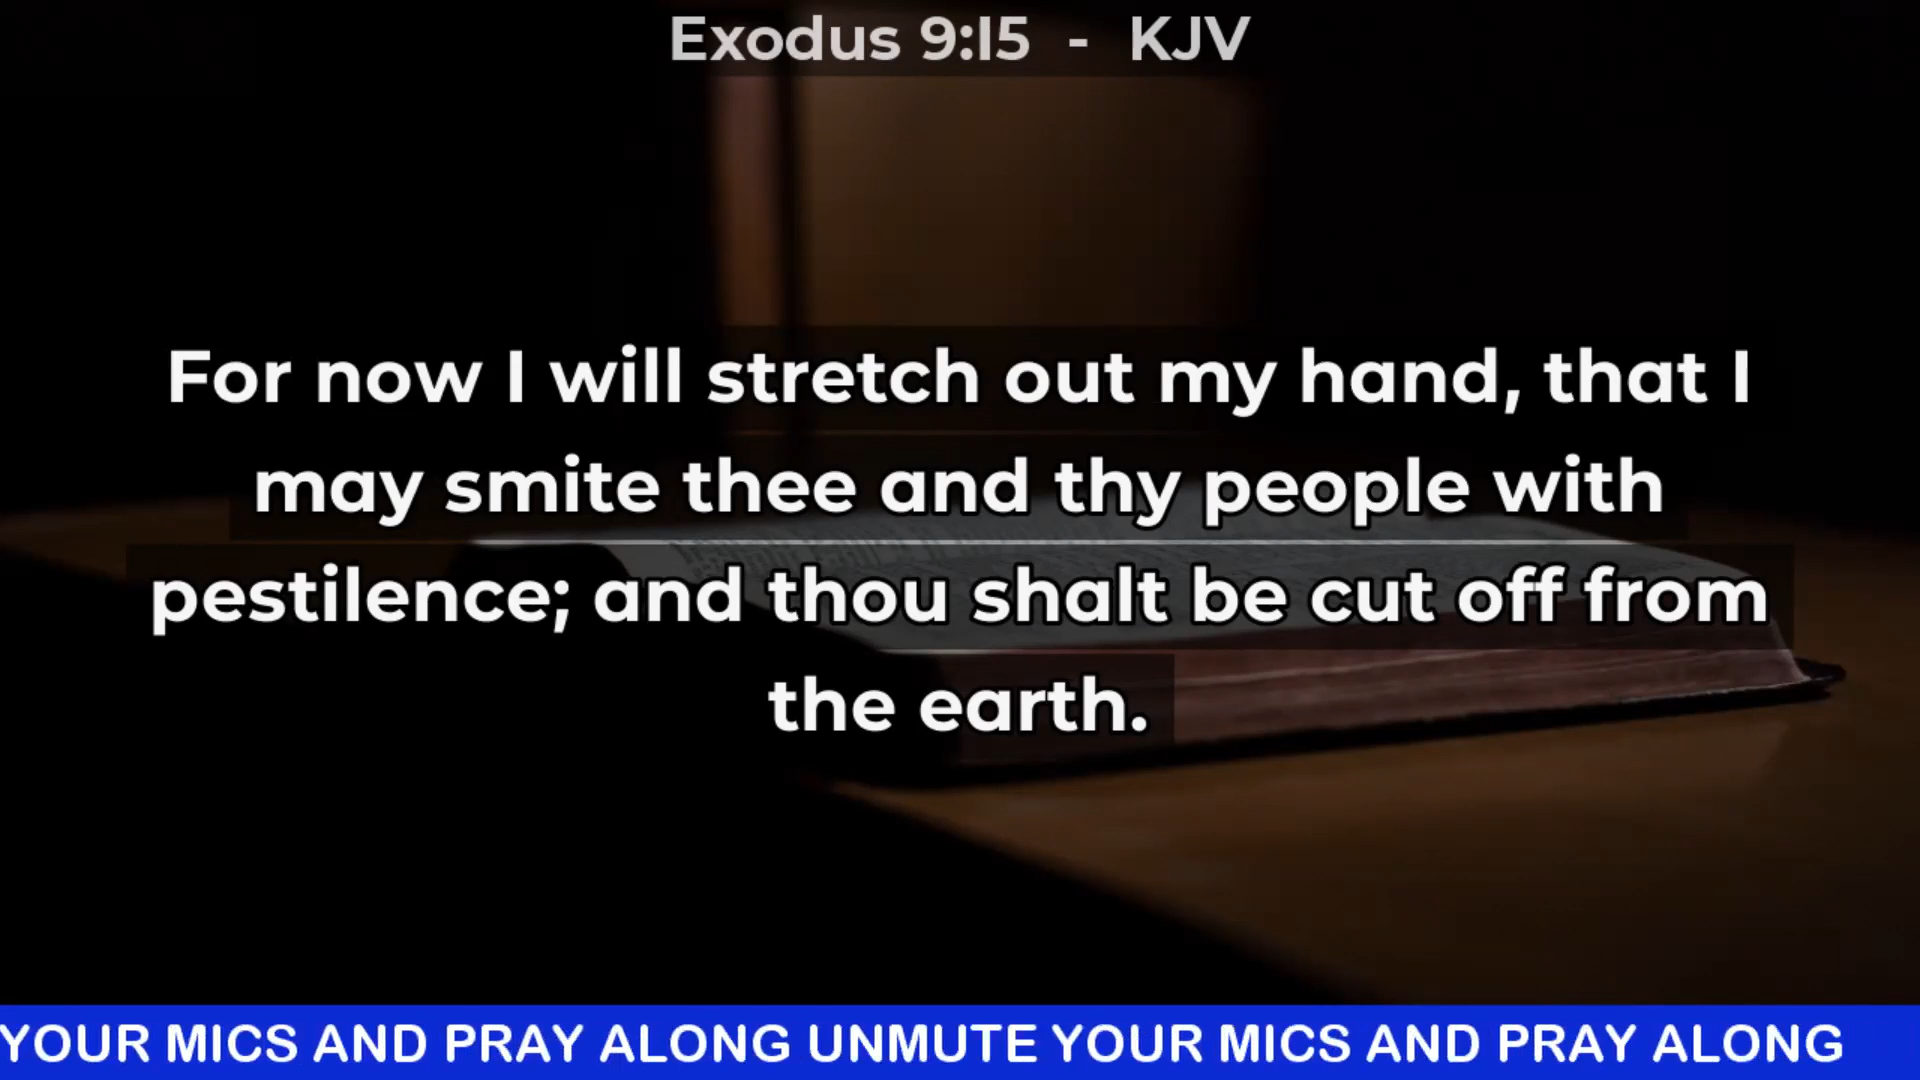 Exodus 9:15 - KJV
For now I will stretch out my hand, that I
may smite thee and thy people with
pestilence; and thou shalt be cut off from
the earth.
YOUR MICS AND PRAY ALONG UNMUTE YOUR MICS AND PRAY ALONG